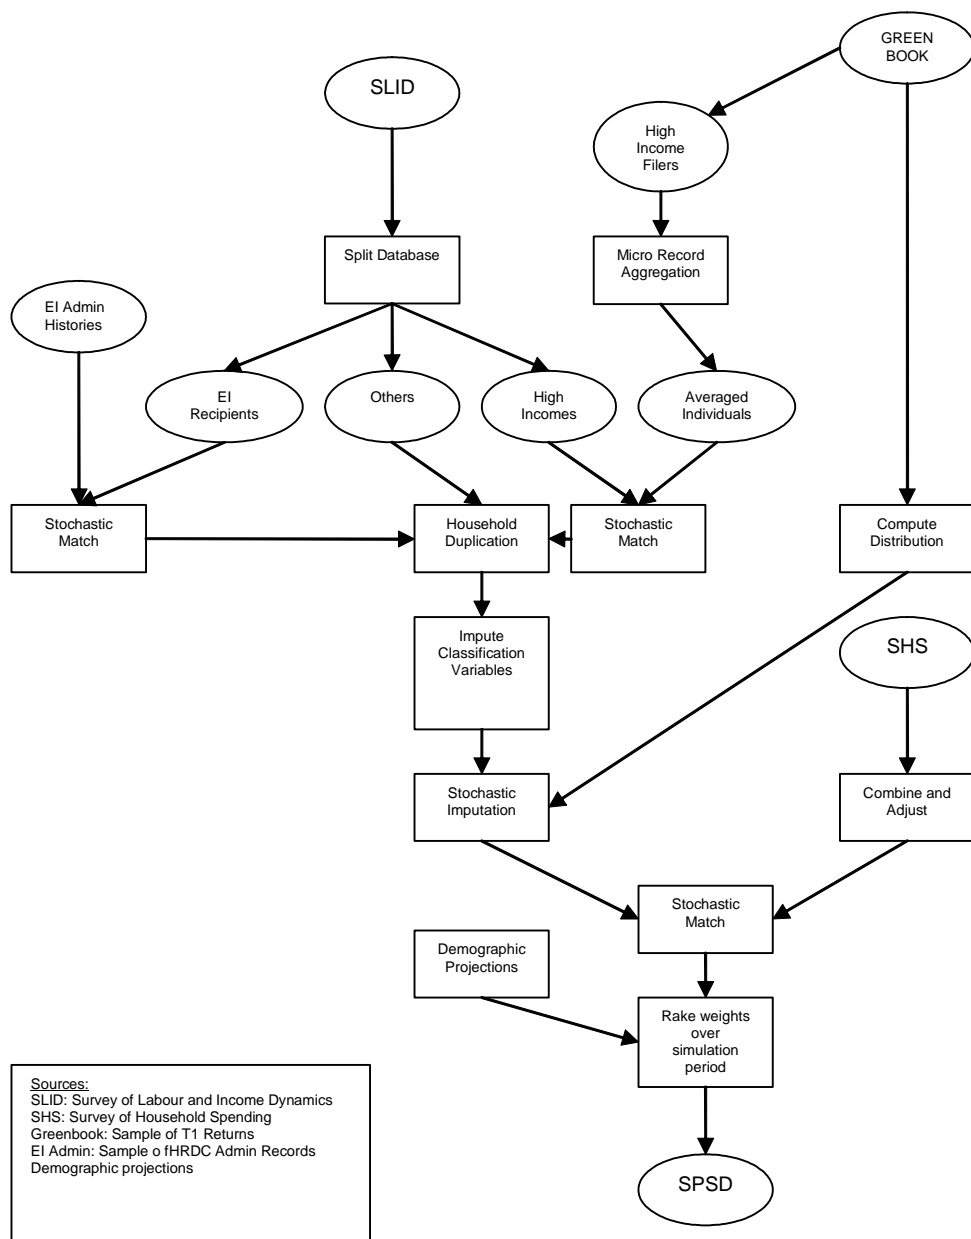 GREEN
BOOK
SLID
High
Income
Filers
Split Database
Micro Record
Aggregation
EI Admin
Histories
EI
Recipients
Others
High
Incomes
Averaged
Individuals
Stochastic
Match
Household
Duplication
Stochastic
Match
Compute
Distribution
Impute
Classification
Variables
SHS
Stochastic
Imputation
Combine and
Adjust
Stochastic
Match
Demographic
Projections
Rake weights
over
simulation
period
Sources:
SLID: Survey of Labour and Income Dynamics
SHS: Survey of Household Spending
Greenbook: Sample of T1 Returns
EI Admin: Sample o fHRDC Admin Records
Demographic projections
SPSD